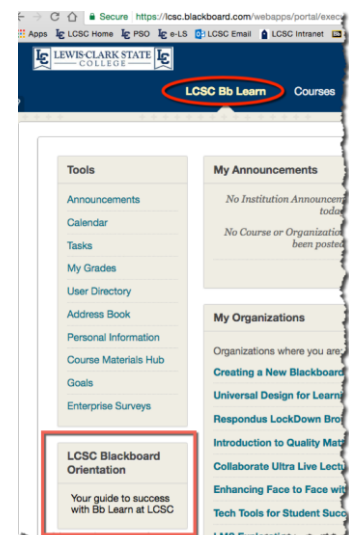 Secure https://lcsc.blackboard.com/webapps/portal/execu
Apps LCSC Home PSO e-LS LCSC Email LCSC Intranet
LEWIS-CLARK STATE
COLLEGE
LCSC Bb Learn Courses
Tools
Announcements
Calendar
Tasks
My Grades
User Directory
Address Book
Personal Information
Course Materials Hub
Goals
Enterprise Surveys
LCSC Blackboard
Orientation
Your guide to success
with Bb Learn at LCSC
My Announcements
No Institution Announcem
toda
No Course or Organizatio
been posted
My Organizations
Organizations where you are:
Creating a New Blackboard
Universal Design for Learni
Respondus LockDown Bro
Introduction to Quality Mat
Collaborate Ultra Live Lectu
Enhancing Face to Face wit
Tech Tools for Student Succ